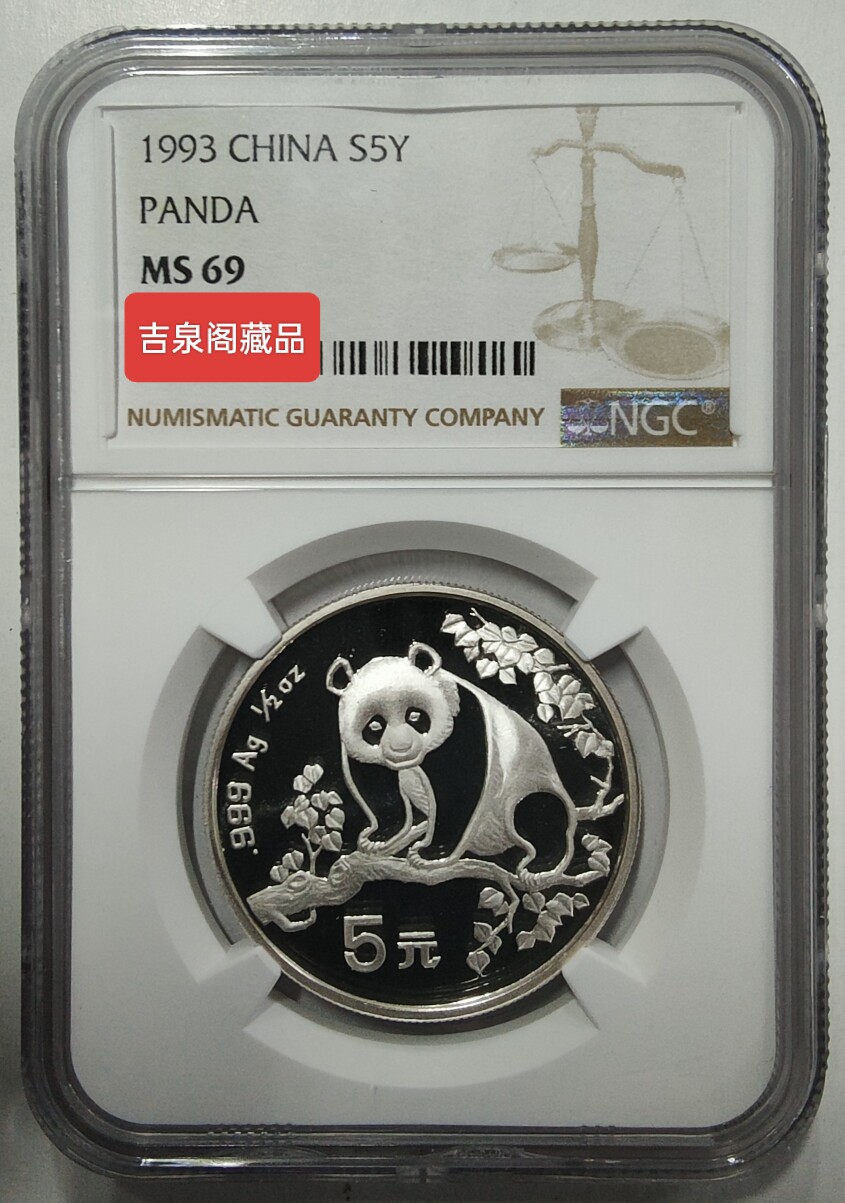 1993 CHINA S5Y
PANDA
MS 69
吉泉阁藏品
NUMISMATIC GUARANTY COMPANY
NGC®
.999 Ag ½ oz
5元